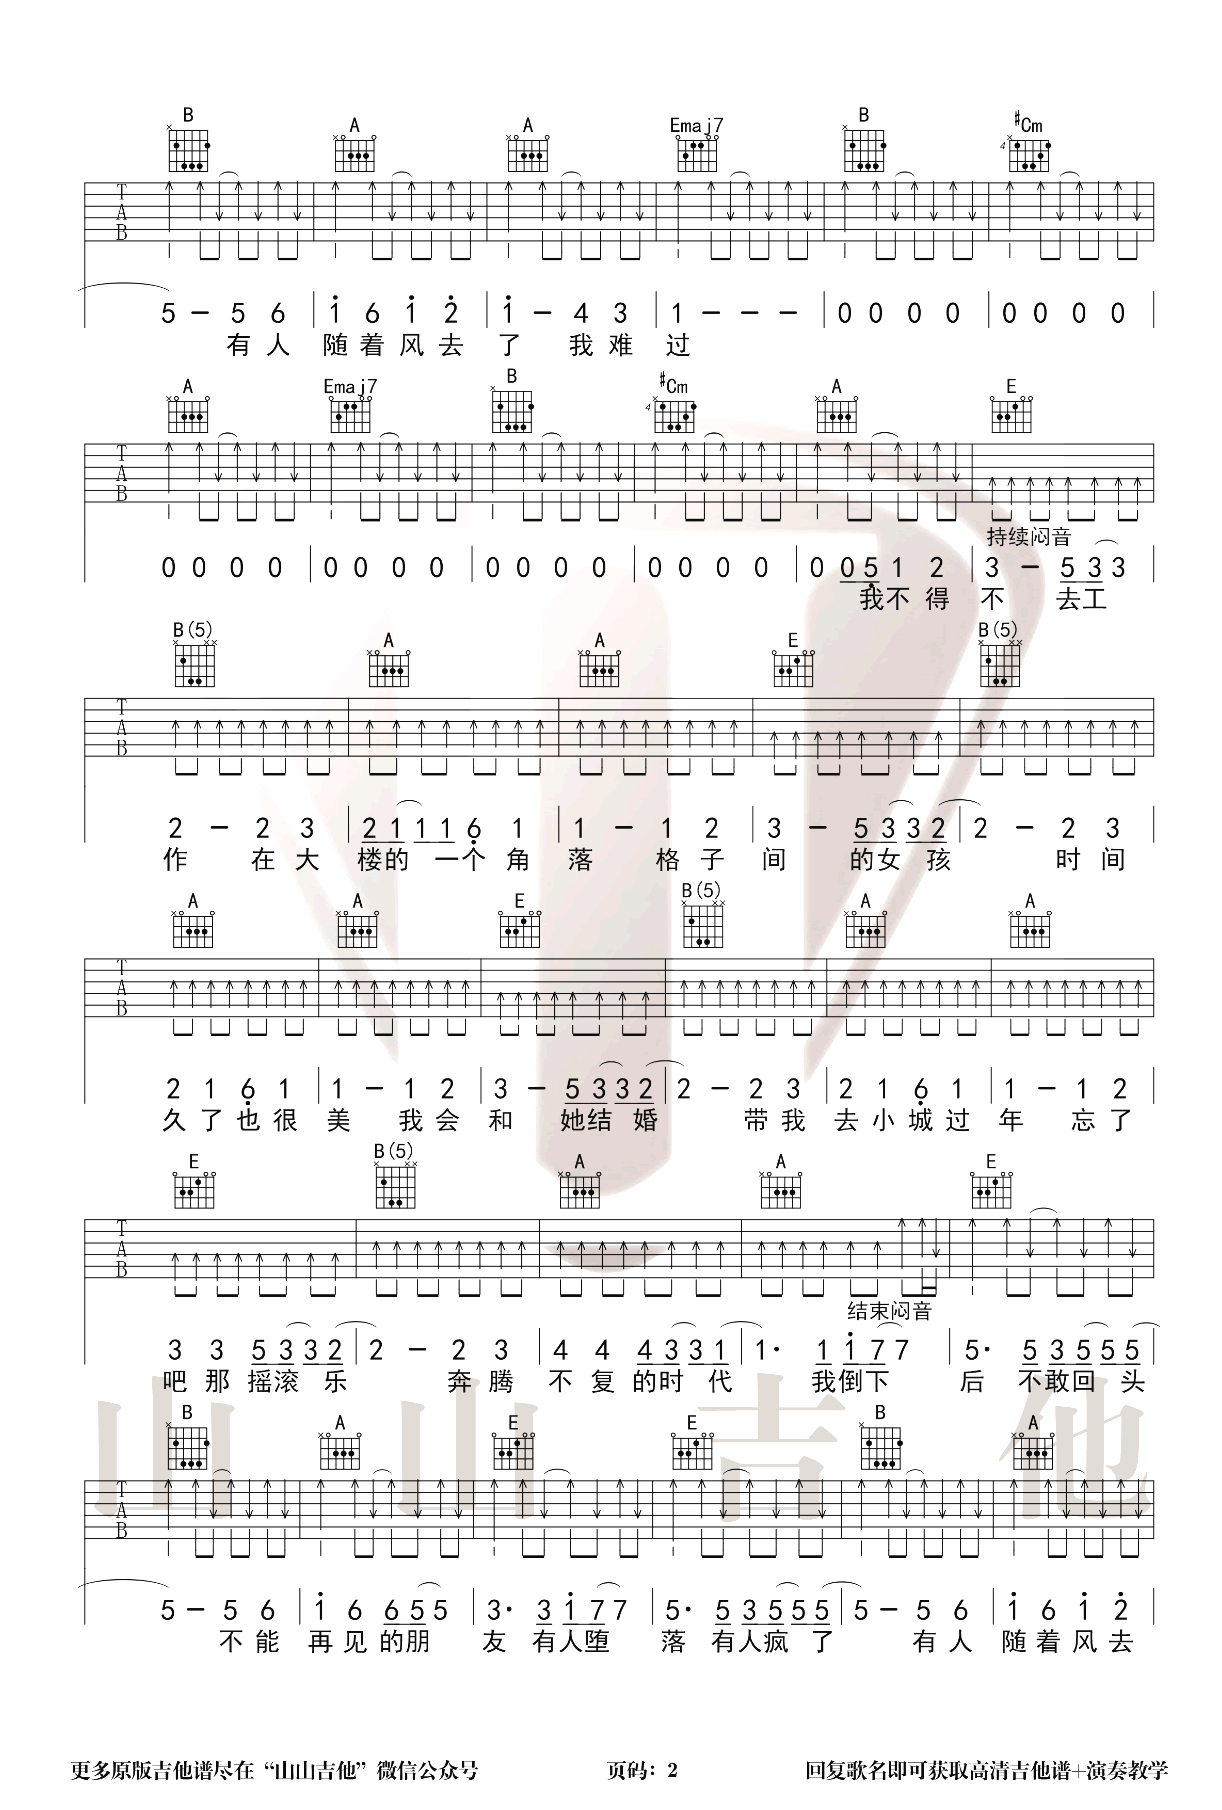 B A A Emaj7 B #Cm
T A B
5 - 5 6 1 6 1 2 1 - 4 3 1 - - - 0 0 0 0 0 0 0 0
有人 随着风去 了 我难 过
A Emaj7 B #Cm A E
T A B
持续闷音
0 0 0 0 0 0 0 0 0 0 0 0 0 0 0 0 0 0 5 1 2 3 - 5 3 3
我不得 不 去工
B(5) A A E B(5)
T A B
2 - 2 3 2 1 1 1 6 1 1 - 1 2 3 - 5 3 3 2 2 - 2 3
作 在大 楼的 一个角 落 格子 间 的女孩 时间
A A E B(5) A A
T A B
2 1 6 1 1 - 1 2 3 - 5 3 3 2 2 - 2 3 2 1 6 1 1 - 1 2
久了也很 美 我会 和 她结婚 带我 去小城过 年 忘了
E B(5) A A E
T A B
结束闷音
3 3 5 3 3 2 2 - 2 3 4 4 4 3 3 1 1· 1 1 7 7 5· 5 3 5 5 5
吧那摇滚乐 奔腾 不复的时代 我倒下 后 不敢回头
山山吉他
B A E E B A
T A B
5 - 5 6 1 6 6 5 5 3· 3 1 7 7 5· 5 3 5 5 5 5 - 5 6 1 6 1 2
不能 再见的朋 友 有人堕 落 有人疯了 有人 随着风去
更多原版吉他谱尽在“山山吉他”微信公众号 页码：2 回复歌名即可获取高清吉他谱+演奏教学